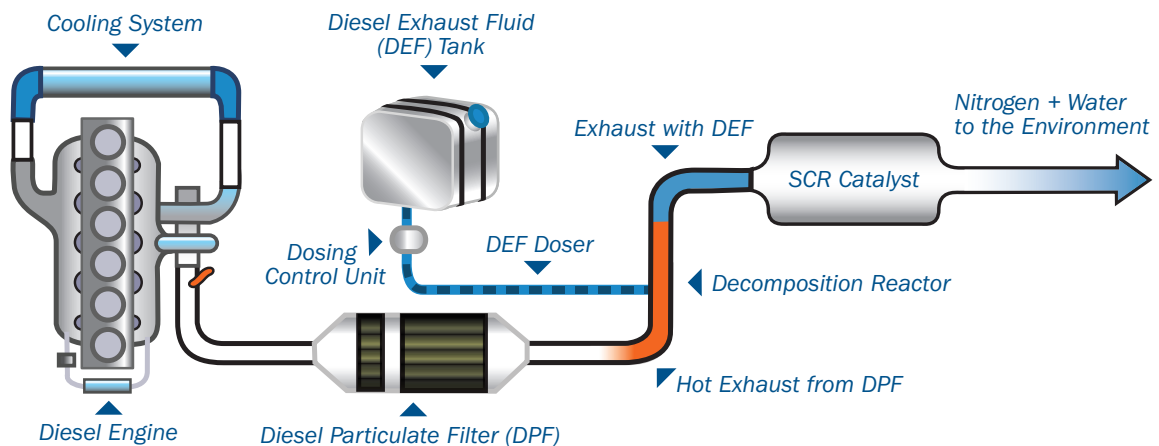 Cooling System
Diesel Exhaust Fluid
(DEF) Tank
Exhaust with DEF
Nitrogen + Water
to the Environment
SCR Catalyst
Dosing
Control Unit
DEF Doser
Decomposition Reactor
Hot Exhaust from DPF
Diesel Engine
Diesel Particulate Filter (DPF)